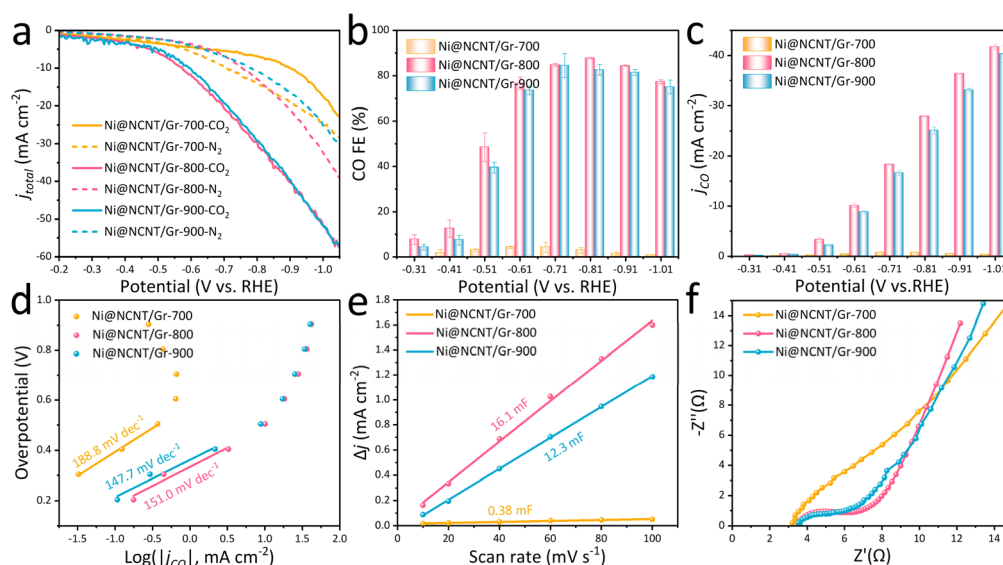 a
j_total (mA cm⁻²)
0
-10
-20
-30
-40
-50
-60
Ni@NCNT/Gr-700-CO₂
Ni@NCNT/Gr-700-N₂
Ni@NCNT/Gr-800-CO₂
Ni@NCNT/Gr-800-N₂
Ni@NCNT/Gr-900-CO₂
Ni@NCNT/Gr-900-N₂
-0.2 -0.3 -0.4 -0.5 -0.6 -0.7 -0.8 -0.9 -1.0
Potential (V vs. RHE)
b
CO FE (%)
100
80
60
40
20
0
Ni@NCNT/Gr-700
Ni@NCNT/Gr-800
Ni@NCNT/Gr-900
-0.31 -0.41 -0.51 -0.61 -0.71 -0.81 -0.91 -1.01
Potential (V vs. RHE)
c
j_CO (mA cm⁻²)
-40
-30
-20
-10
0
Ni@NCNT/Gr-700
Ni@NCNT/Gr-800
Ni@NCNT/Gr-900
-0.31 -0.41 -0.51 -0.61 -0.71 -0.81 -0.91 -1.01
Potential (V vs.RHE)
d
Overpotential (V)
1.0
0.8
0.6
0.4
0.2
Ni@NCNT/Gr-700
Ni@NCNT/Gr-800
Ni@NCNT/Gr-900
188.8 mV dec⁻¹
147.7 mV dec⁻¹
151.0 mV dec⁻¹
-1.5 -1.0 -0.5 0.0 0.5 1.0 1.5 2.0
Log(|j_CO|, mA cm⁻²)
e
Δj (mA cm⁻²)
1.8
1.6
1.4
1.2
1.0
0.8
0.6
0.4
0.2
0.0
Ni@NCNT/Gr-700
Ni@NCNT/Gr-800
Ni@NCNT/Gr-900
16.1 mF
12.3 mF
0.38 mF
20 40 60 80 100
Scan rate (mV s⁻¹)
f
-Z''(Ω)
14
12
10
8
6
4
2
0
Ni@NCNT/Gr-700
Ni@NCNT/Gr-800
Ni@NCNT/Gr-900
0 2 4 6 8 10 12 14
Z'(Ω)